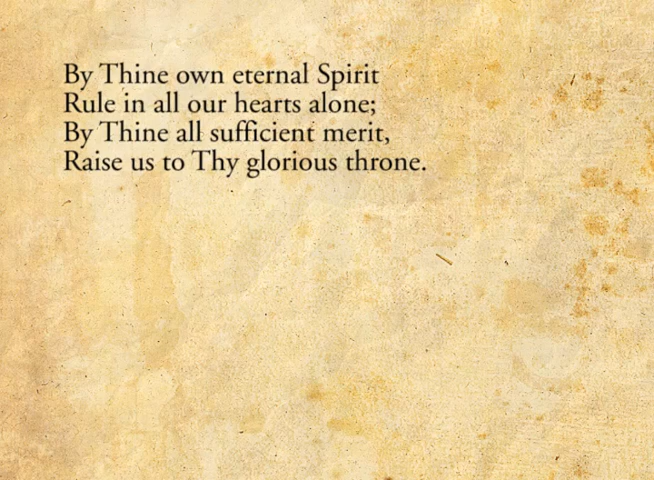 By Thine own eternal Spirit
Rule in all our hearts alone;
By Thine all sufficient merit,
Raise us to Thy glorious throne.